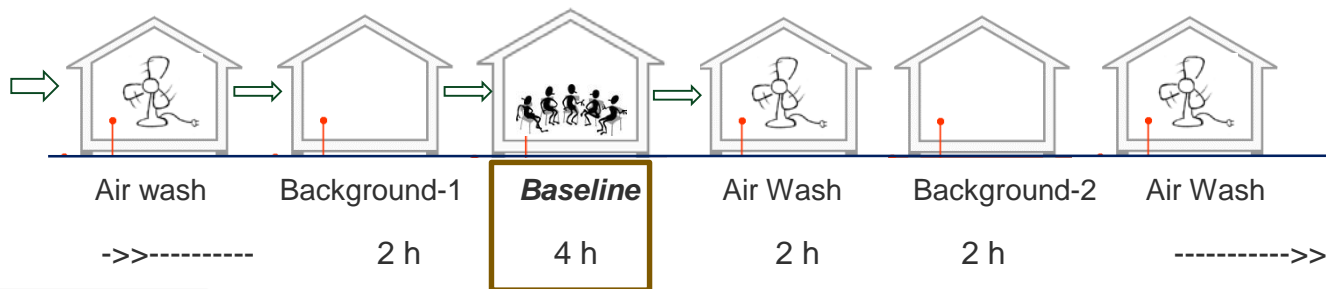 Air wash Background-1 Baseline Air Wash Background-2 Air Wash
->>---------- 2 h 4 h 2 h 2 h ----------->>